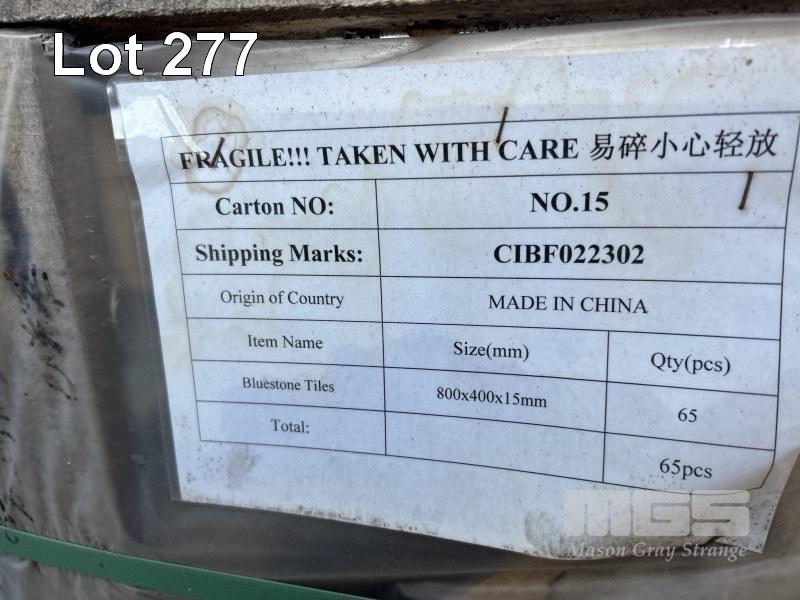 Lot 277
FRAGILE!!! TAKEN WITH CARE 易碎小心轻放
Carton NO: NO.15
Shipping Marks: CIBF022302
Origin of Country MADE IN CHINA
Item Name Size(mm) Qty(pcs)
Bluestone Tiles 800x400x15mm 65
Total: 65pcs
MGS
Mason Gray Strange